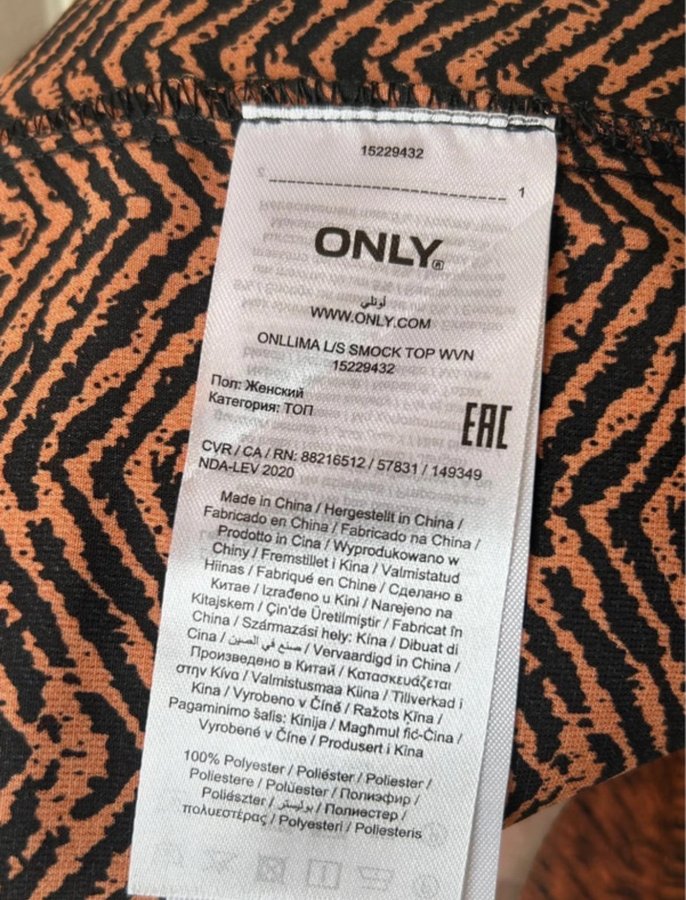 15229432
1
ONLY®
أونلي
WWW.ONLY.COM
ONLLIMA L/S SMOCK TOP WVN
15229432
Пол: Женский
Категория: ТОП
EAC
CVR / CA / RN: 88216512 / 57831 / 149349
NDA-LEV 2020
Made in China / Hergestellt in China /
Fabricado en China / Fabricado na China /
Prodotto in Cina / Wyprodukowano w
Chiny / Fremstillet i Kina / Valmistatud
Hiinas / Fabriqué en Chine / Сделано в
Китае / Izrađeno u Kini / Narejeno na
Kitajskem / Çin'de Üretilmiştir / Fabricat în
China / Származási hely: Kína / Dibuat di
Cina / صنع في الصين / Vervaardigd in China /
Произведено в Китай / Κατασκευάζεται
στην Κίνα / Valmistusmaa Kiina / Tillverkad i
Kina / Vyrobeno v Číně / Ražots Ķīna /
Pagaminimo šalis: Kinija / Magħmul fiċ-Ċina /
Vyrobené v Číne / Produsert i Kina
100% Polyester / Poliéster / Poliester /
Poliestere / Polüester / Полиэфир /
Poliészter / بوليستر / Полиестер /
πολυεστέρας / Polyesteri / Poliesteris